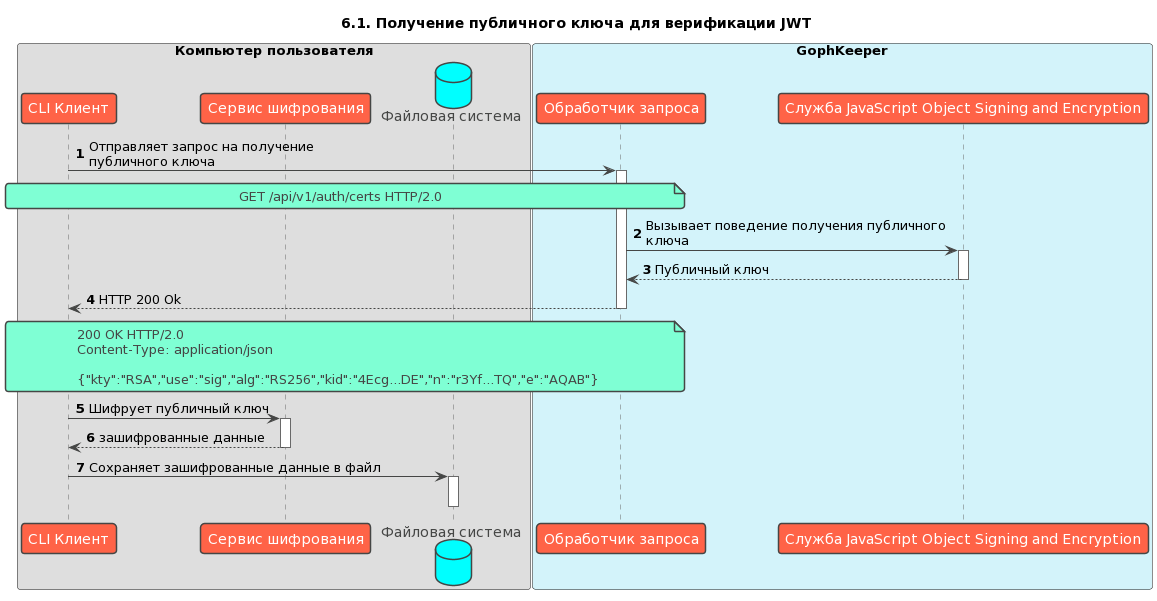 6.1. Получение публичного ключа для верификации JWT
Компьютер пользователя
GophKeeper
CLI Клиент
Сервис шифрования
Файловая система
Обработчик запроса
Служба JavaScript Object Signing and Encryption
1 Отправляет запрос на получение
публичного ключа
GET /api/v1/auth/certs HTTP/2.0
2 Вызывает поведение получения публичного
ключа
3 Публичный ключ
4 HTTP 200 Ok
200 OK HTTP/2.0
Content-Type: application/json
{"kty":"RSA","use":"sig","alg":"RS256","kid":"4Ecg...DE","n":"r3Yf...TQ","e":"AQAB"}
5 Шифрует публичный ключ
6 зашифрованные данные
7 Сохраняет зашифрованные данные в файл
CLI Клиент
Сервис шифрования
Файловая система
Обработчик запроса
Служба JavaScript Object Signing and Encryption